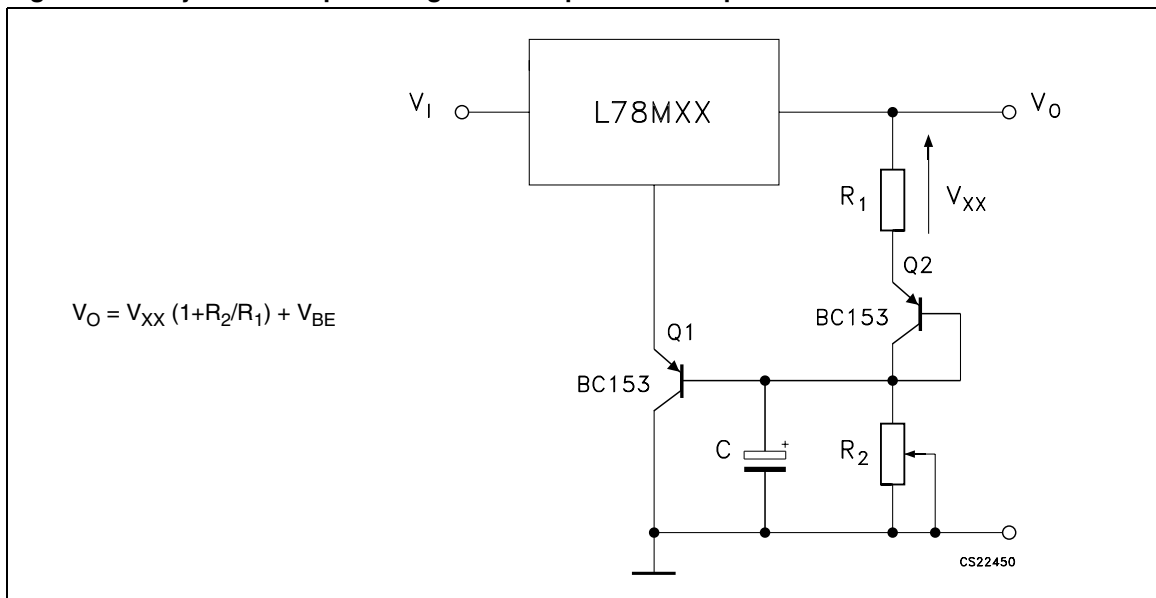 V_I
L78MXX
V_O
R_1
V_XX
Q2
V_O = V_XX (1+R_2/R_1) + V_BE
BC153
Q1
BC153
C
+
R_2
CS22450